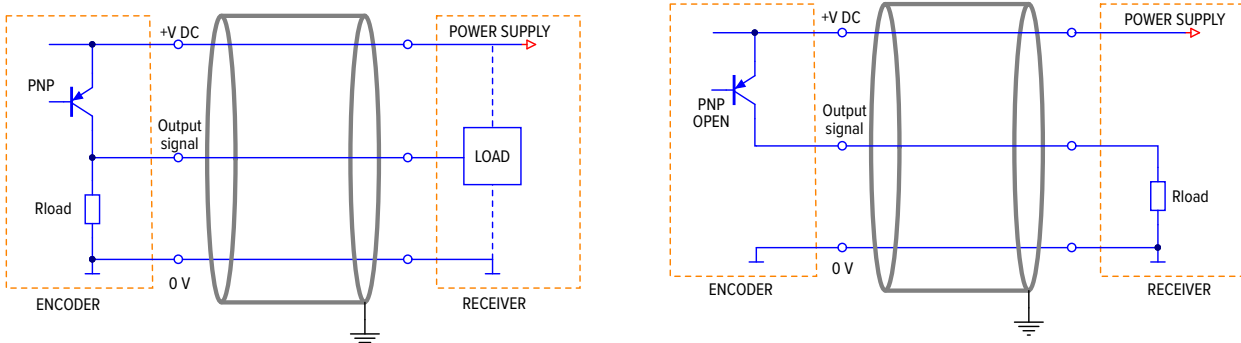 +V DC
POWER SUPPLY
PNP
Output
signal
LOAD
Rload
0 V
ENCODER
RECEIVER
+V DC
POWER SUPPLY
PNP
OPEN
Output
signal
Rload
0 V
ENCODER
RECEIVER